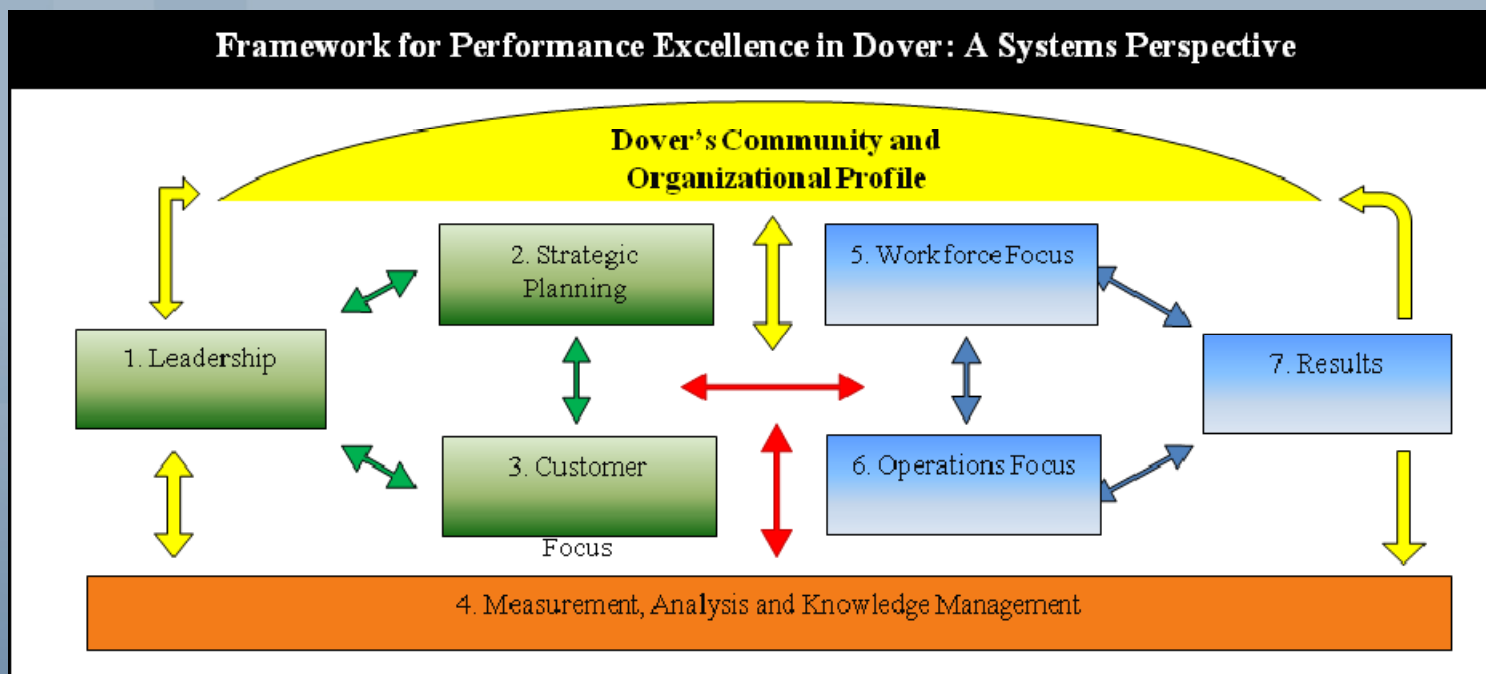 Framework for Performance Excellence in Dover: A Systems Perspective
Dover's Community and
Organizational Profile
2. Strategic
Planning
5. Workforce Focus
1. Leadership
7. Results
3. Customer
Focus
6. Operations Focus
4. Measurement, Analysis and Knowledge Management